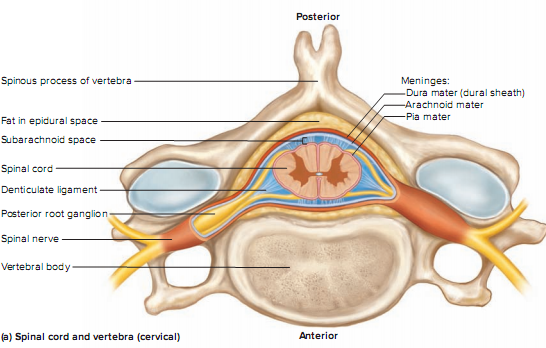 Posterior
Spinous process of vertebra
Meninges:
Dura mater (dural sheath)
Arachnoid mater
Pia mater
Fat in epidural space
Subarachnoid space
Spinal cord
Denticulate ligament
Posterior root ganglion
Spinal nerve
Vertebral body
(a) Spinal cord and vertebra (cervical)
Anterior